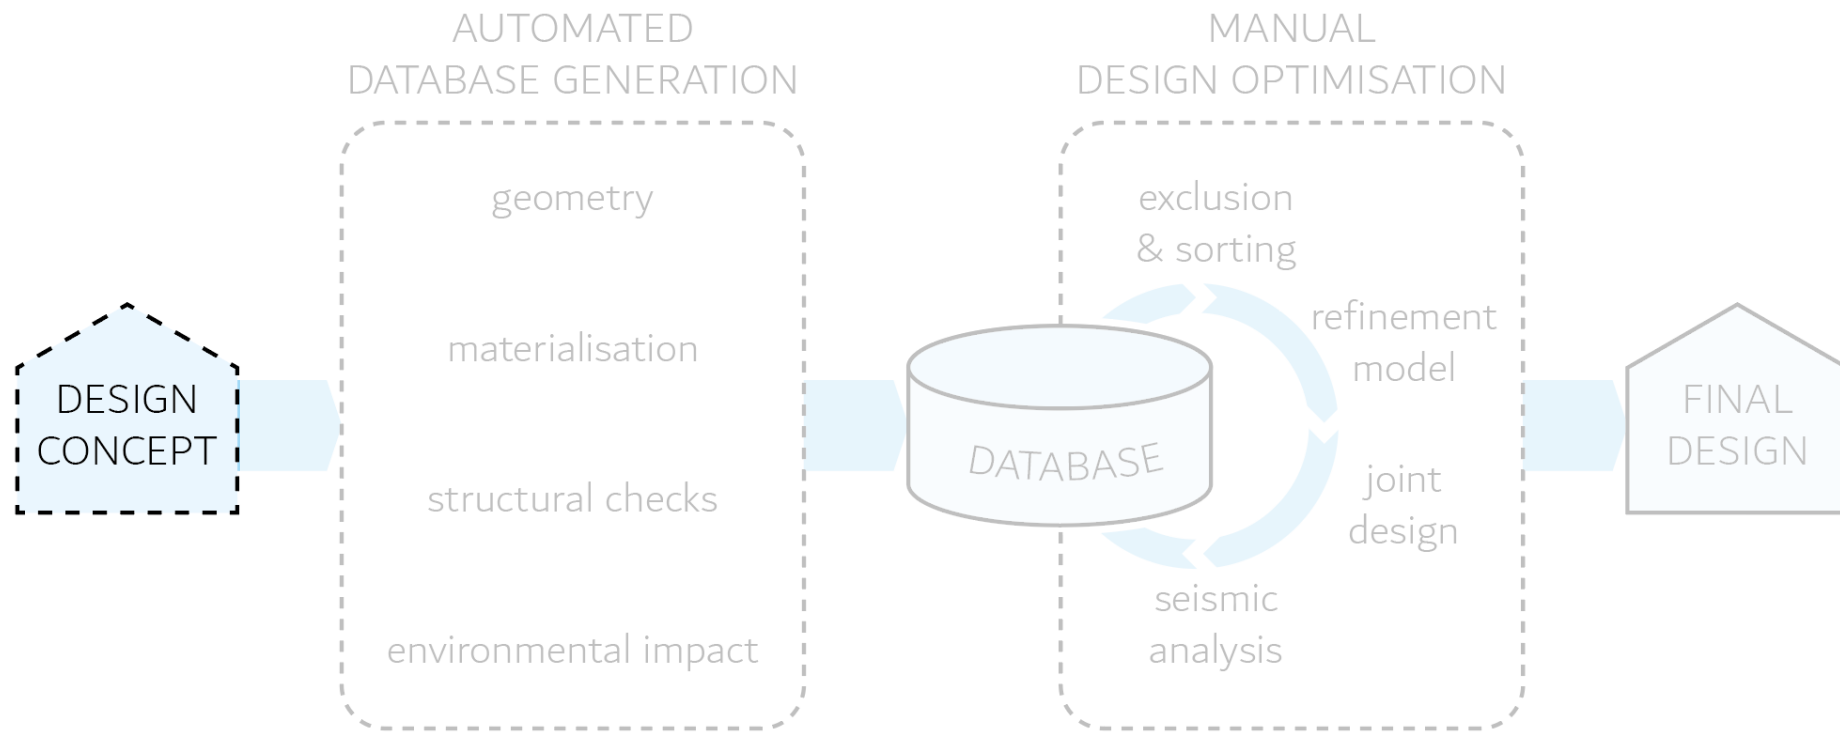 AUTOMATED
DATABASE GENERATION
MANUAL
DESIGN OPTIMISATION
DESIGN
CONCEPT
geometry
materialisation
structural checks
environmental impact
DATABASE
exclusion
& sorting
refinement
model
joint
design
seismic
analysis
FINAL
DESIGN